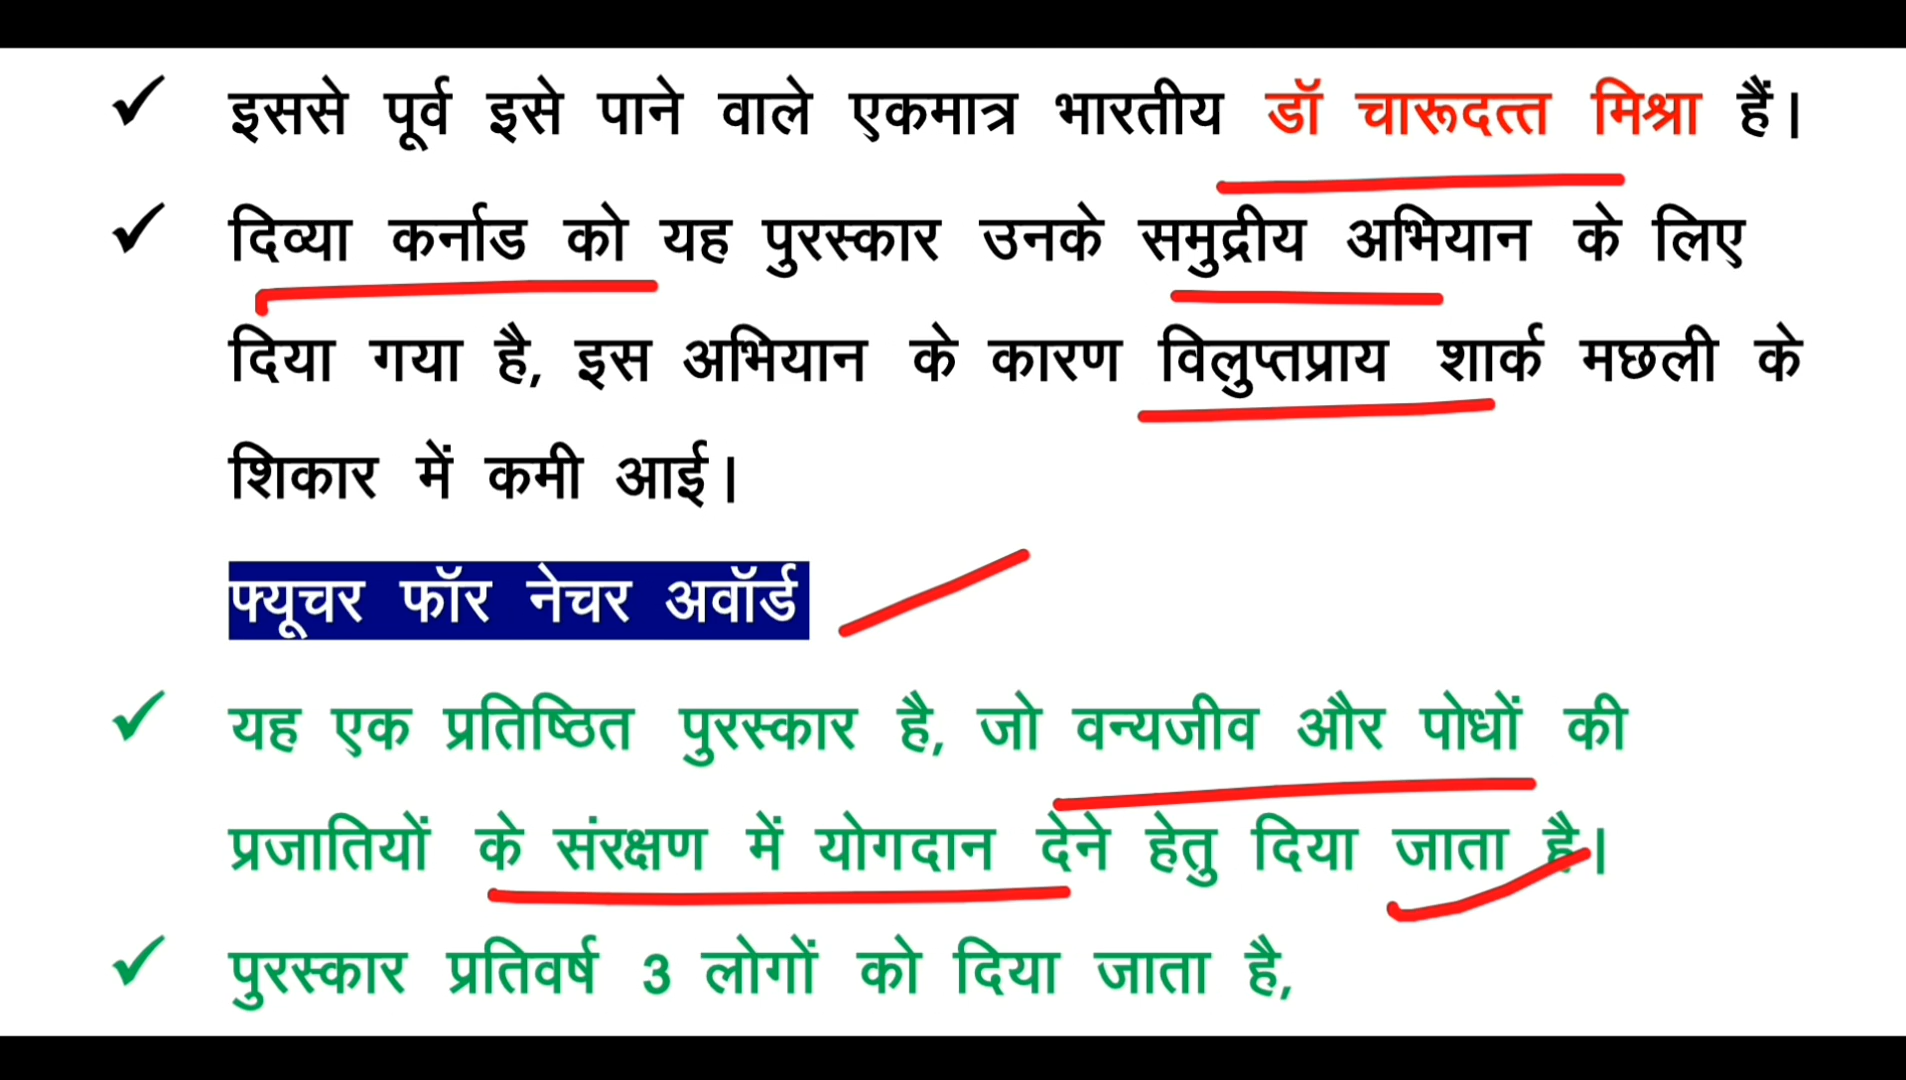 इससे पूर्व इसे पाने वाले एकमात्र भारतीय डॉ चारूदत्त मिश्रा हैं।
दिव्या कर्नाड को यह पुरस्कार उनके समुद्रीय अभियान के लिए
दिया गया है, इस अभियान के कारण विलुप्तप्राय शार्क मछली के
शिकार में कमी आई।
फ्यूचर फॉर नेचर अवॉर्ड
यह एक प्रतिष्ठित पुरस्कार है, जो वन्यजीव और पोधों की
प्रजातियों के संरक्षण में योगदान देने हेतु दिया जाता है।
पुरस्कार प्रतिवर्ष 3 लोगों को दिया जाता है,